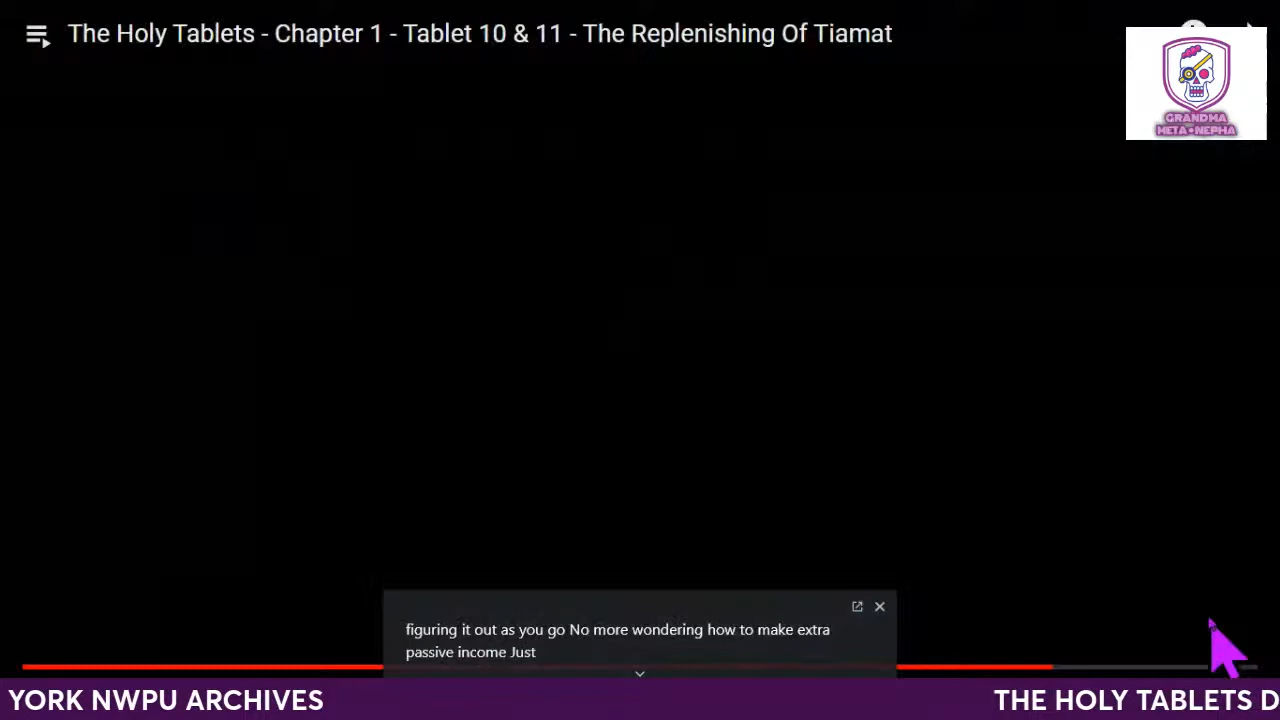 The Holy Tablets - Chapter 1 - Tablet 10 & 11 - The Replenishing Of Tiamat
GRANDMA
META•NEPHA
figuring it out as you go No more wondering how to make extra
passive income Just
YORK NWPU ARCHIVES
THE HOLY TABLETS D